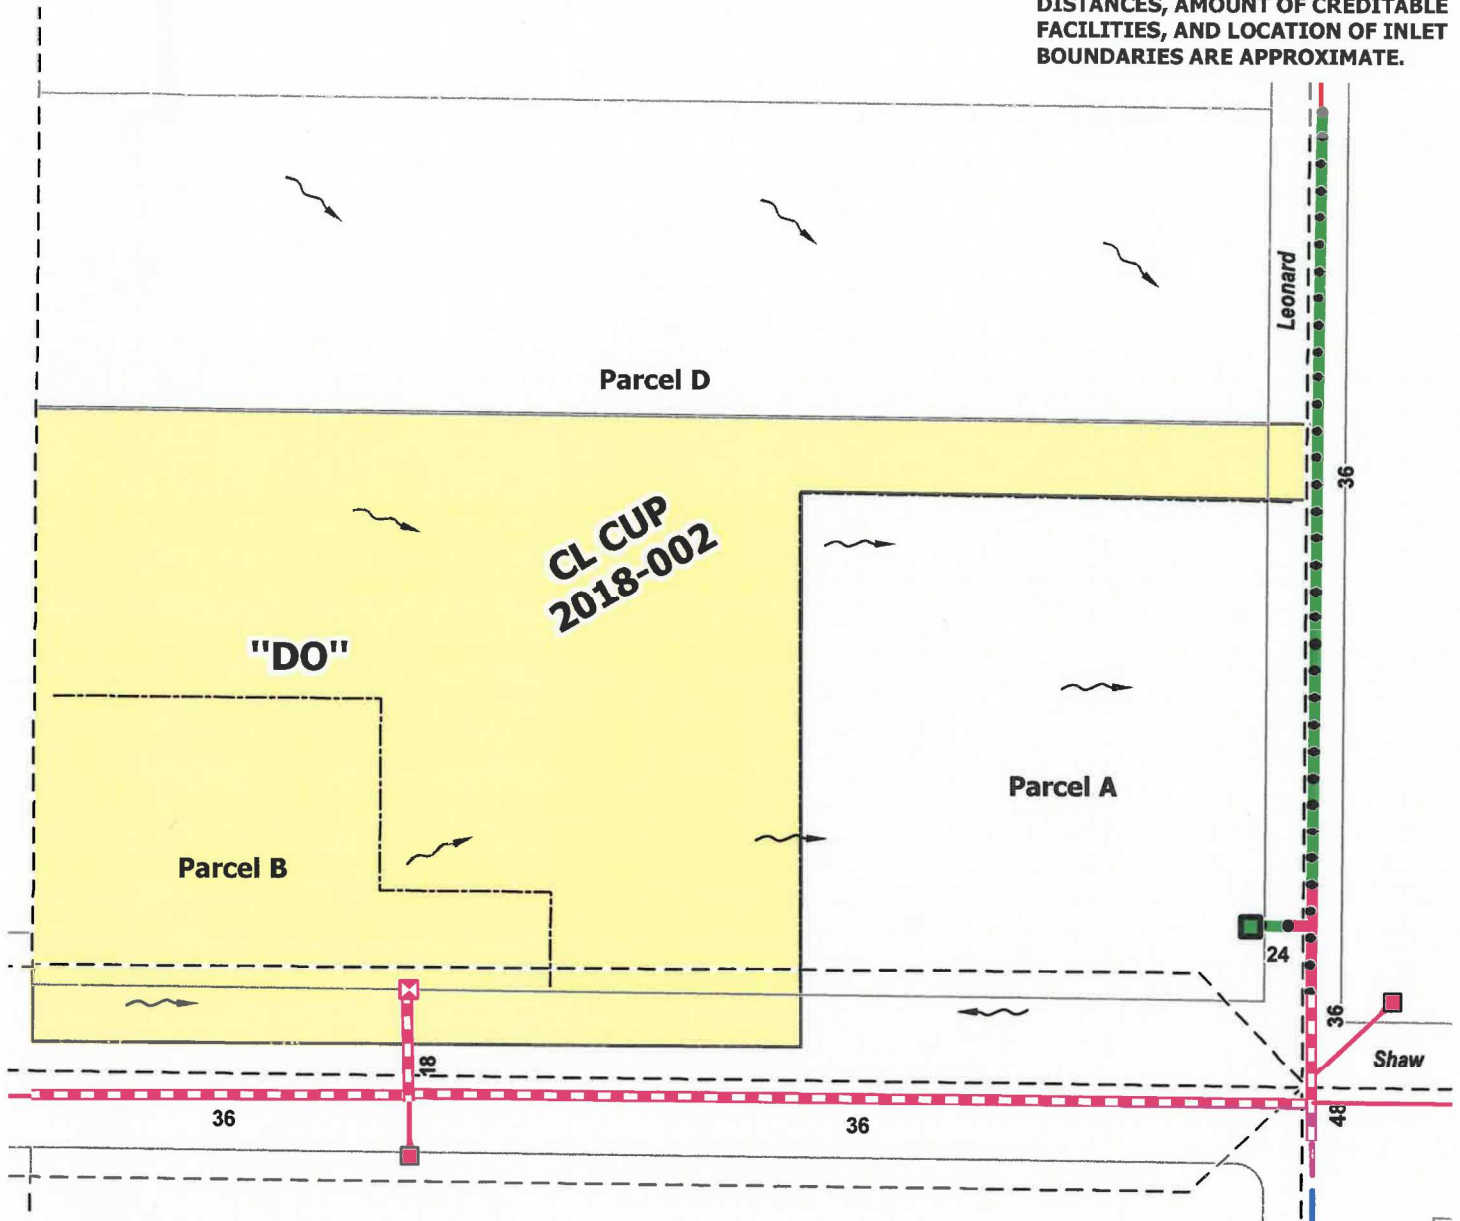 DISTANCES, AMOUNT OF CREDITABLE
FACILITIES, AND LOCATION OF INLET
BOUNDARIES ARE APPROXIMATE.
Leonard
Parcel D
36
CL CUP
2018-002
"DO"
Parcel A
Parcel B
24
36
Shaw
18
36
36
48